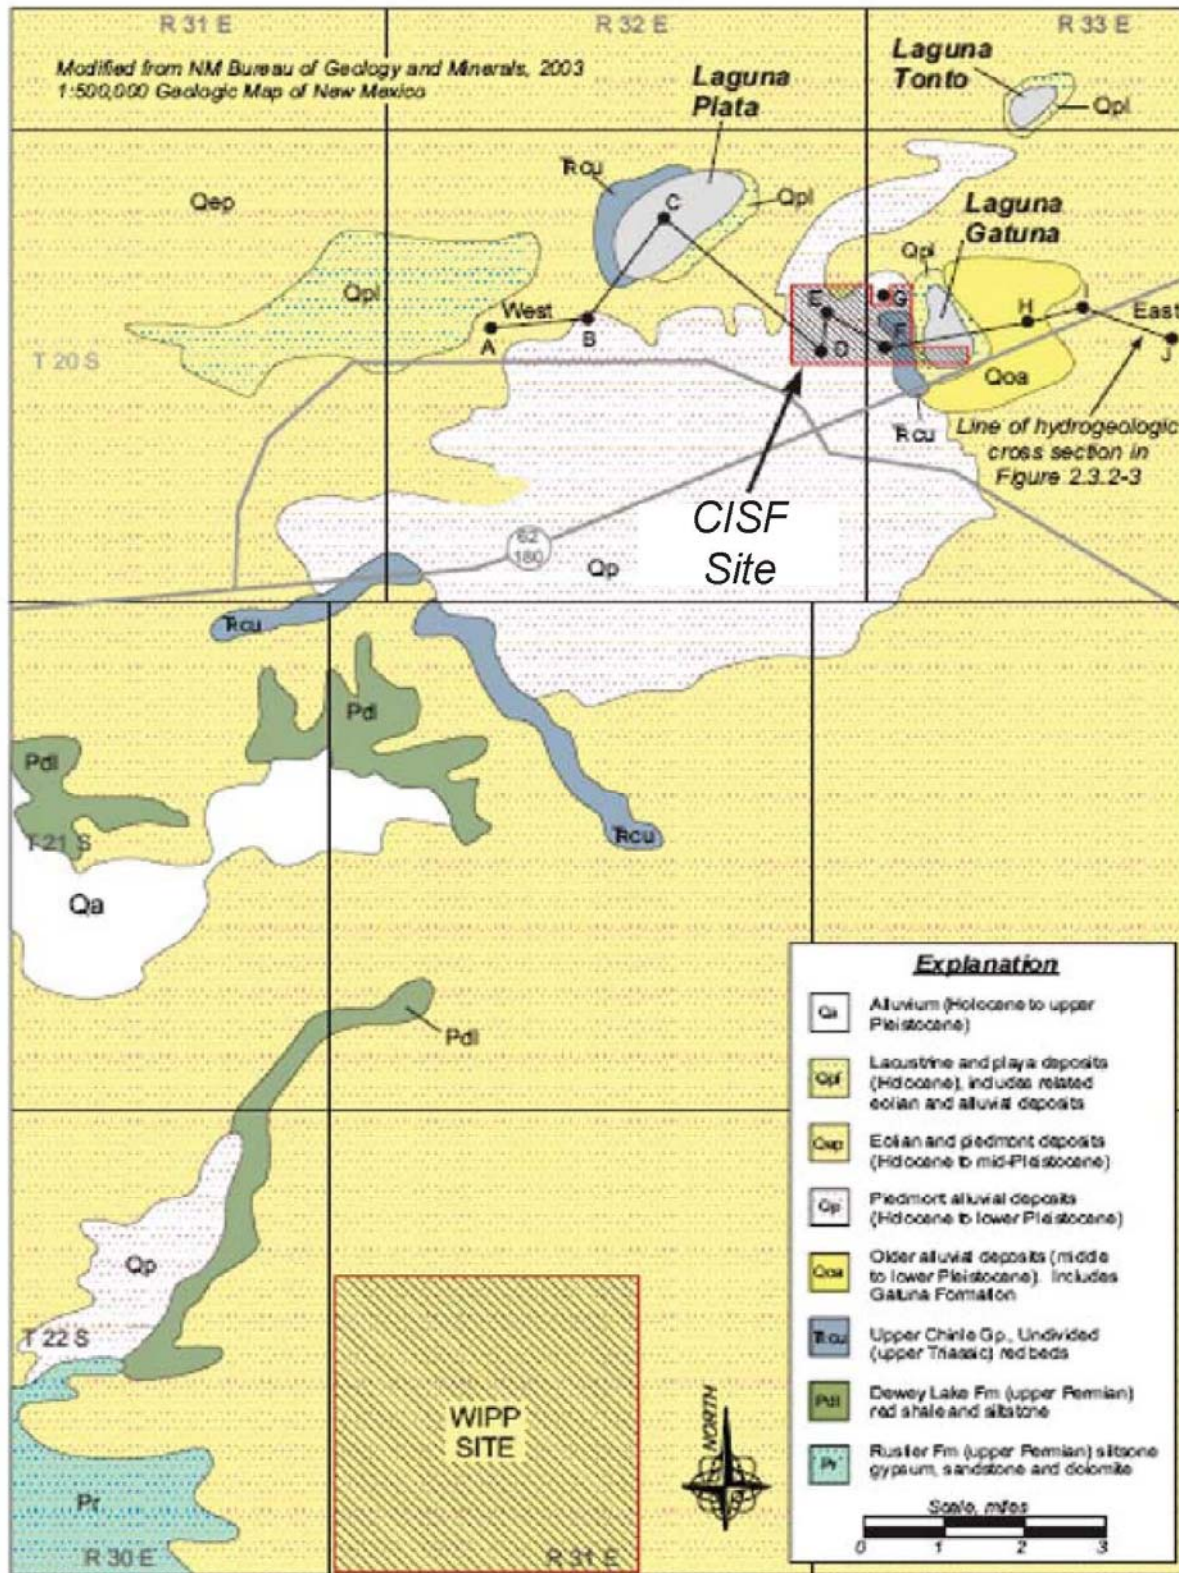 R 31 E
R 32 E
R 33 E
Modified from NM Bureau of Geology and Minerals, 2003
1:500,000 Geologic Map of New Mexico
Laguna
Tonto
Laguna
Plata
Qpl
TRcu
Qep
C
Qpl
Laguna
Gatuna
Qpl
Qpl
West
E
G
H
I
East
A
B
D
F
J
T 20 S
Qoa
TRcu
Line of hydrogeologic
cross section in
Figure 2.3.2-3
CISF
Site
62
180
Qp
TRcu
Pdl
Pdl
TRcu
T 21 S
Qa
Pdl
Qp
T 22 S
WIPP
SITE
NORTH
Pr
R 30 E
R 31 E
Explanation
Qa
Alluvium (Holocene to upper
Pleistocene)
Qpl
Lacustrine and playa deposits
(Holocene), includes related
eolian and alluvial deposits
Qep
Eolian and piedmont deposits
(Holocene to mid-Pleistocene)
Qp
Piedmont alluvial deposits
(Holocene to lower Pleistocene)
Qoa
Older alluvial deposits (middle
to lower Pleistocene). Includes
Gatuna Formation
TRcu
Upper Chinle Gp., Undivided
(upper Triassic) red beds
Pdl
Dewey Lake Fm (upper Permian)
red shale and siltstone
Pr
Rustler Fm (upper Permian) siltsone
gypsum, sandstone and dolomite
Scale, miles
0 1 2 3